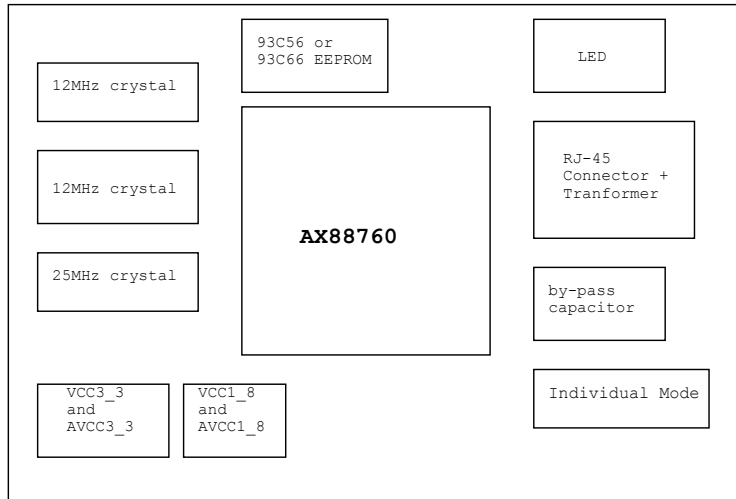 93C56 or
93C66 EEPROM
LED
12MHz crystal
RJ-45
Connector +
Tranformer
12MHz crystal
AX88760
25MHz crystal
by-pass
capacitor
VCC3_3
and
AVCC3_3
VCC1_8
and
AVCC1_8
Individual Mode